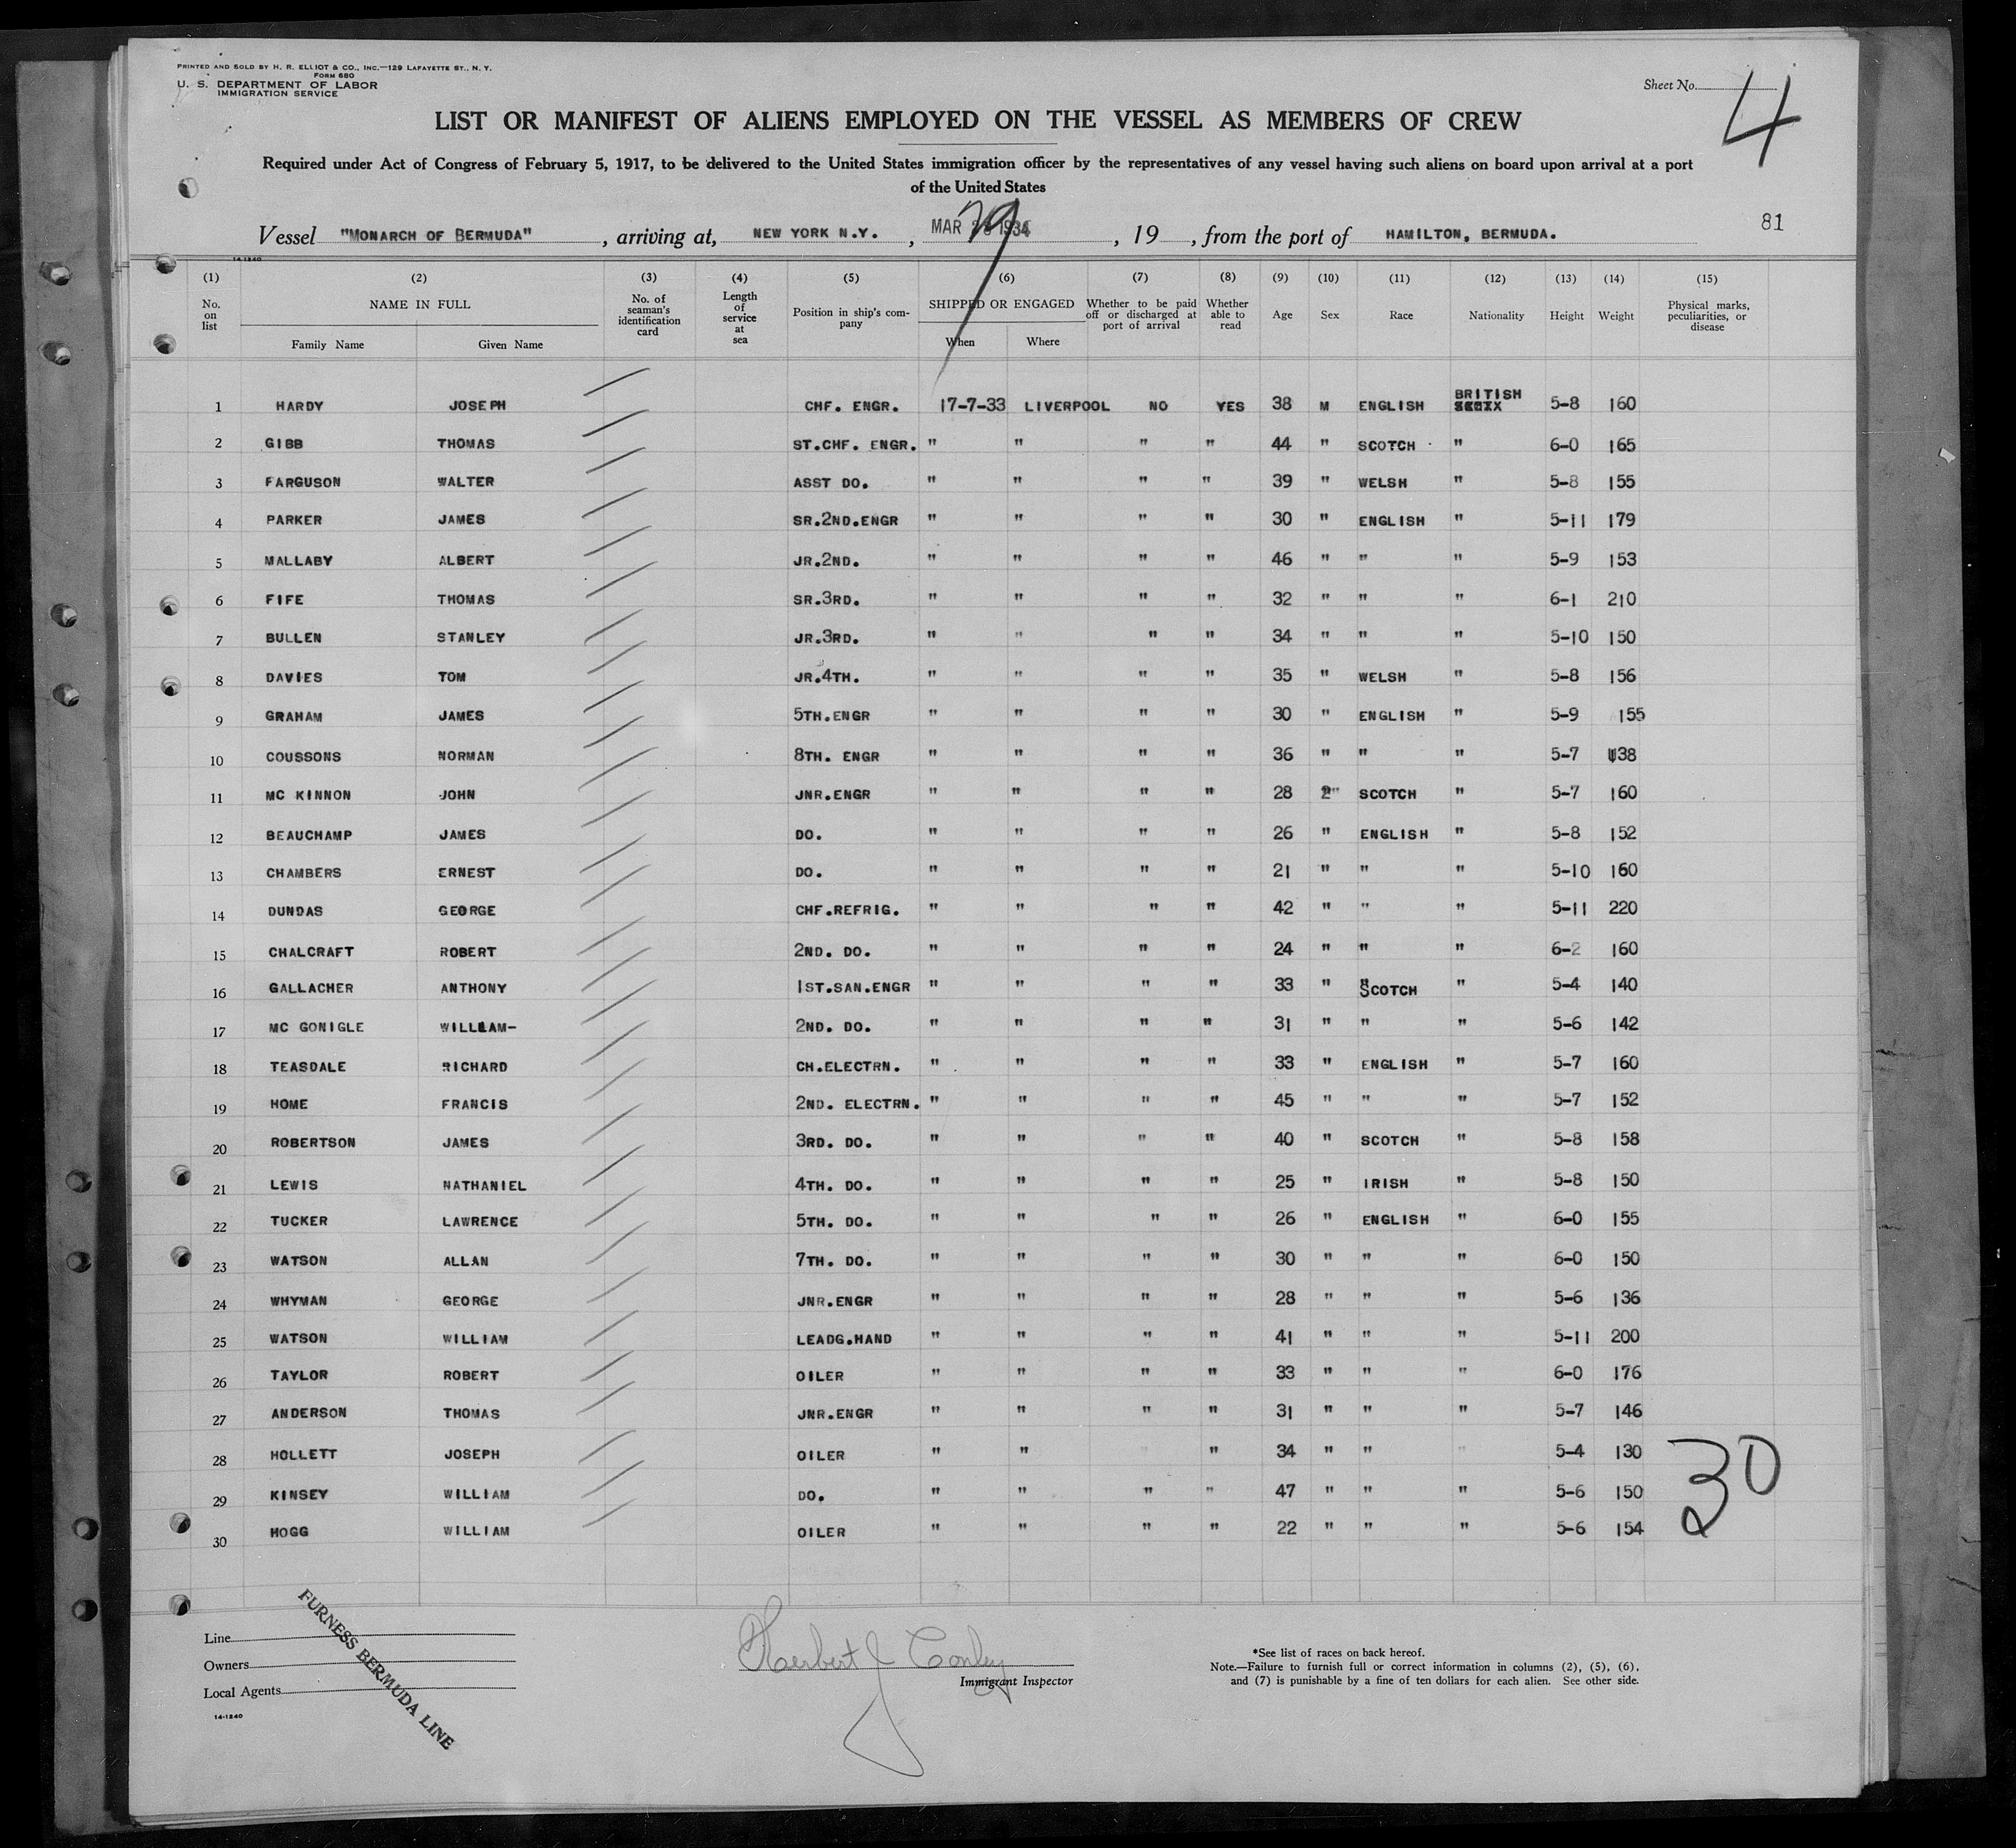 PRINTED AND SOLD BY H. R. ELLIOT & CO., INC.—129 LAFAYETTE ST., N. Y.
FORM 680
U. S. DEPARTMENT OF LABOR
IMMIGRATION SERVICE
Sheet No. 4
LIST OR MANIFEST OF ALIENS EMPLOYED ON THE VESSEL AS MEMBERS OF CREW
Required under Act of Congress of February 5, 1917, to be delivered to the United States immigration officer by the representatives of any vessel having such aliens on board upon arrival at a port
of the United States
81
Vessel "MONARCH OF BERMUDA", arriving at, NEW YORK N.Y., MAR 1934, 19, from the port of HAMILTON, BERMUDA.
14-1240
(1) (2) (3) (4) (5) (6) (7) (8) (9) (10) (11) (12) (13) (14) (15)
No. on list NAME IN FULL Family Name Given Name No. of seaman's identification card Length of service at sea Position in ship's company SHIPPED OR ENGAGED When Where Whether to be paid off or discharged at port of arrival Whether able to read Age Sex Race Nationality Height Weight Physical marks, peculiarities, or disease
1 HARDY JOSEPH CHF. ENGR. 17-7-33 LIVERPOOL NO YES 38 M ENGLISH BRITISH 5-8 160
2 GIBB THOMAS ST.CHF. ENGR. " " " " 44 " SCOTCH " 6-0 165
3 FARGUSON WALTER ASST DO. " " " " 39 " WELSH " 5-8 155
4 PARKER JAMES SR.2ND.ENGR " " " " 30 " ENGLISH " 5-11 179
5 MALLABY ALBERT JR.2ND. " " " " 46 " " " 5-9 153
6 FIFE THOMAS SR.3RD. " " " " 32 " " " 6-1 210
7 BULLEN STANLEY JR.3RD. " " " " 34 " " " 5-10 150
8 DAVIES TOM JR.4TH. " " " " 35 " WELSH " 5-8 156
9 GRAHAM JAMES 5TH.ENGR " " " " 30 " ENGLISH " 5-9 155
10 COUSSONS NORMAN 8TH. ENGR " " " " 36 " " " 5-7 138
11 MC KINNON JOHN JNR.ENGR " " " " 28 " SCOTCH " 5-7 160
12 BEAUCHAMP JAMES DO. " " " " 26 " ENGLISH " 5-8 152
13 CHAMBERS ERNEST DO. " " " " 21 " " " 5-10 160
14 DUNDAS GEORGE CHF.REFRIG. " " " " 42 " " " 5-11 220
15 CHALCRAFT ROBERT 2ND. DO. " " " " 24 " " " 6-2 160
16 GALLACHER ANTHONY 1ST.SAN.ENGR " " " " 33 " SCOTCH " 5-4 140
17 MC GONIGLE WILLIAM- 2ND. DO. " " " " 31 " " " 5-6 142
18 TEASDALE RICHARD CH.ELECTRN. " " " " 33 " ENGLISH " 5-7 160
19 HOME FRANCIS 2ND. ELECTRN. " " " " 45 " " " 5-7 152
20 ROBERTSON JAMES 3RD. DO. " " " " 40 " SCOTCH " 5-8 158
21 LEWIS NATHANIEL 4TH. DO. " " " " 25 " IRISH " 5-8 150
22 TUCKER LAWRENCE 5TH. DO. " " " " 26 " ENGLISH " 6-0 155
23 WATSON ALLAN 7TH. DO. " " " " 30 " " " 6-0 150
24 WHYMAN GEORGE JNR.ENGR " " " " 28 " " " 5-6 136
25 WATSON WILLIAM LEADG.HAND " " " " 41 " " " 5-11 200
26 TAYLOR ROBERT OILER " " " " 33 " " " 6-0 176
27 ANDERSON THOMAS JNR.ENGR " " " " 31 " " " 5-7 146
28 HOLLETT JOSEPH OILER " " " " 34 " " " 5-4 130
29 KINSEY WILLIAM DO. " " " " 47 " " " 5-6 150
30 HOGG WILLIAM OILER " " " " 22 " " " 5-6 154
30
Line
Owners
Local Agents
FURNESS BERMUDA LINE
14-1240
Herbert J Conley
Immigrant Inspector
*See list of races on back hereof.
Note.—Failure to furnish full or correct information in columns (2), (5), (6),
and (7) is punishable by a fine of ten dollars for each alien. See other side.